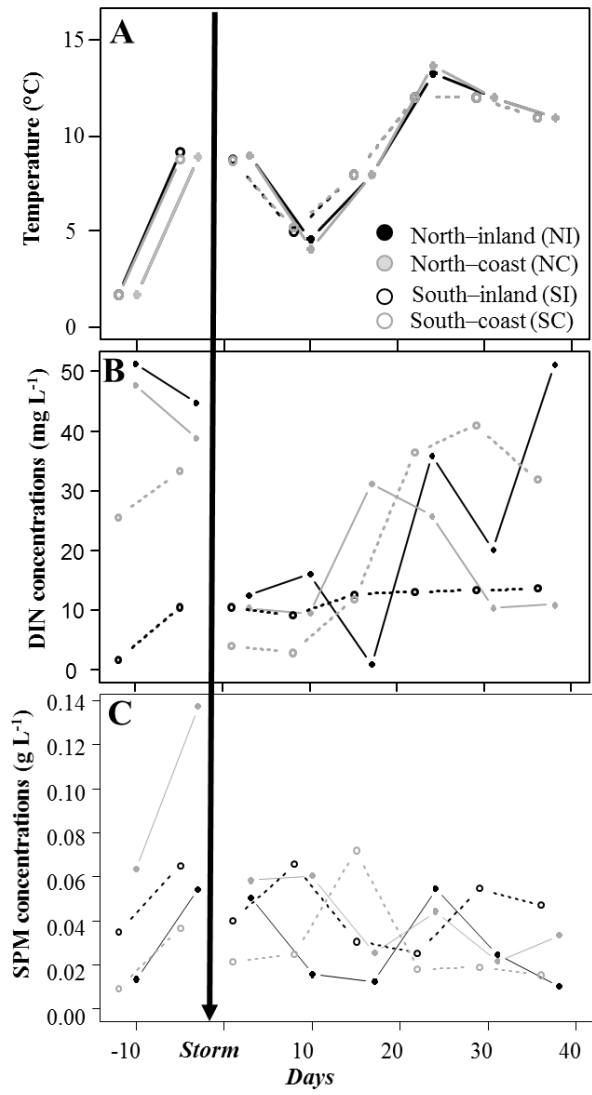 A
Temperature (°C)
15
10
5
0
North–inland (NI)
North–coast (NC)
South–inland (SI)
South–coast (SC)
B
DIN concentrations (mg L-1)
50
40
30
20
10
0
C
SPM concentrations (g L-1)
0.14
0.12
0.10
0.08
0.06
0.04
0.02
0.00
-10 Storm 10 20 30 40
Days